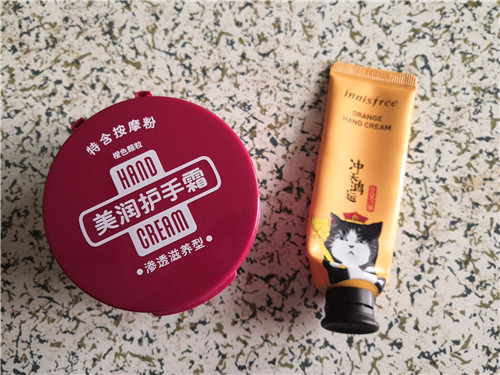 特含按摩粉
橙色颗粒
HAND
美润护手霜
CREAM
·渗透滋养型·
innisfree
ORANGE
HAND CREAM
冲天鸿运